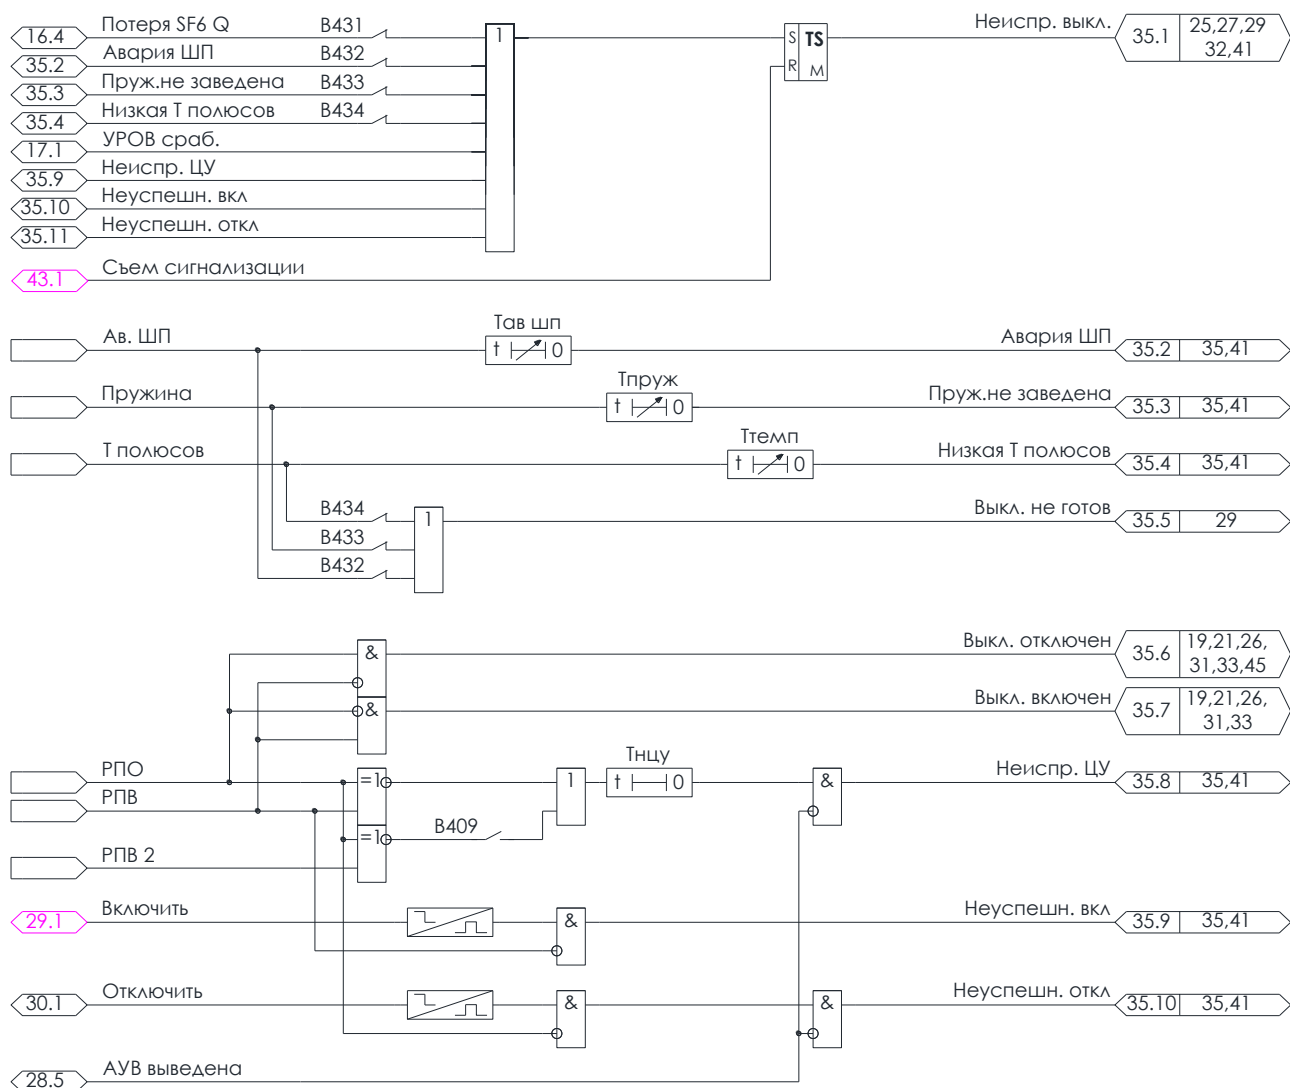 16.4 Потеря SF6 Q B431 1 S TS Неиспр. выкл. 35.1 25,27,29
32,41
35.2 Авария ШП B432 R M
35.3 Пруж.не заведена B433
35.4 Низкая Т полюсов B434
17.1 УРОВ сраб.
35.9 Неиспр. ЦУ
35.10 Неуспешн. вкл
35.11 Неуспешн. откл
43.1 Съем сигнализации
Тав шп
Ав. ШП t 0 Авария ШП 35.2 35,41
Тпруж
Пружина t 0 Пруж.не заведена 35.3 35,41
Ттемп
Т полюсов t 0 Низкая Т полюсов 35.4 35,41
B434 1 Выкл. не готов 35.5 29
B433
B432
& Выкл. отключен 35.6 19,21,26,
31,33,45
& Выкл. включен 35.7 19,21,26,
31,33
Тнцу
РПО =1 1 t 0 & Неиспр. ЦУ 35.8 35,41
РПВ
=1 B409
РПВ 2
29.1 Включить & Неуспешн. вкл 35.9 35,41
30.1 Отключить & & Неуспешн. откл 35.10 35,41
28.5 АУВ выведена